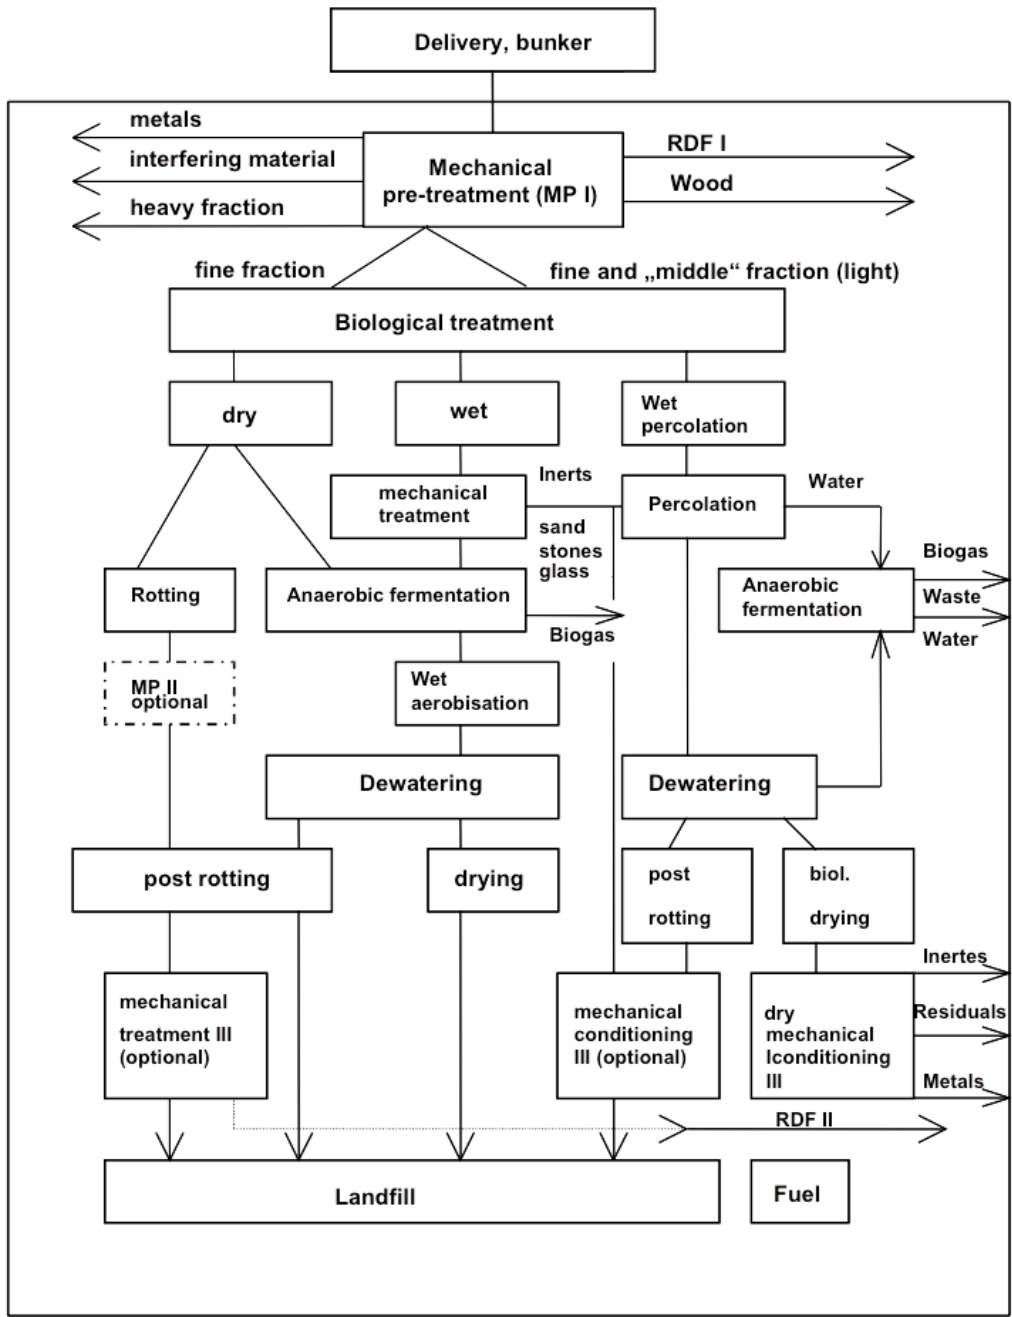 Delivery, bunker
metals
interfering material
heavy fraction
Mechanical
pre-treatment (MP I)
RDF I
Wood
fine fraction
fine and „middle“ fraction (light)
Biological treatment
dry
wet
Wet
percolation
mechanical
treatment
Inerts
sand
stones
glass
Percolation
Water
Rotting
Anaerobic fermentation
Biogas
Anaerobic
fermentation
Biogas
Waste
Water
MP II
optional
Wet
aerobisation
Dewatering
Dewatering
post rotting
drying
post
rotting
biol.
drying
mechanical
treatment III
(optional)
mechanical
conditioning
III (optional)
dry
mechanical
Iconditioning
III
Inertes
Residuals
Metals
RDF II
Landfill
Fuel